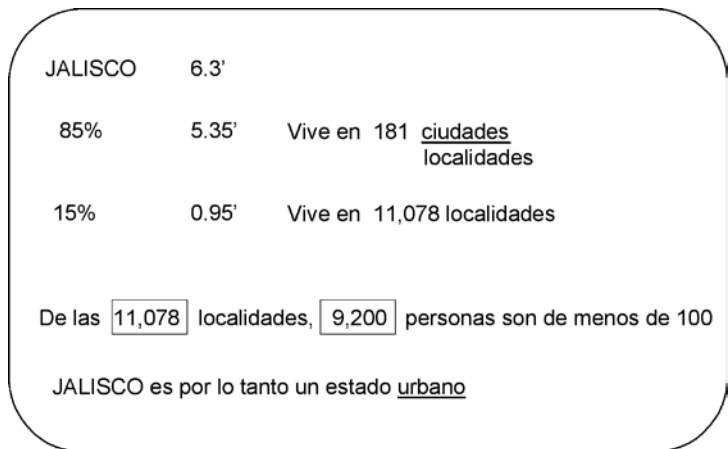 JALISCO 6.3'
85% 5.35' Vive en 181 ciudades
localidades
15% 0.95' Vive en 11,078 localidades
De las 11,078 localidades, 9,200 personas son de menos de 100
JALISCO es por lo tanto un estado urbano